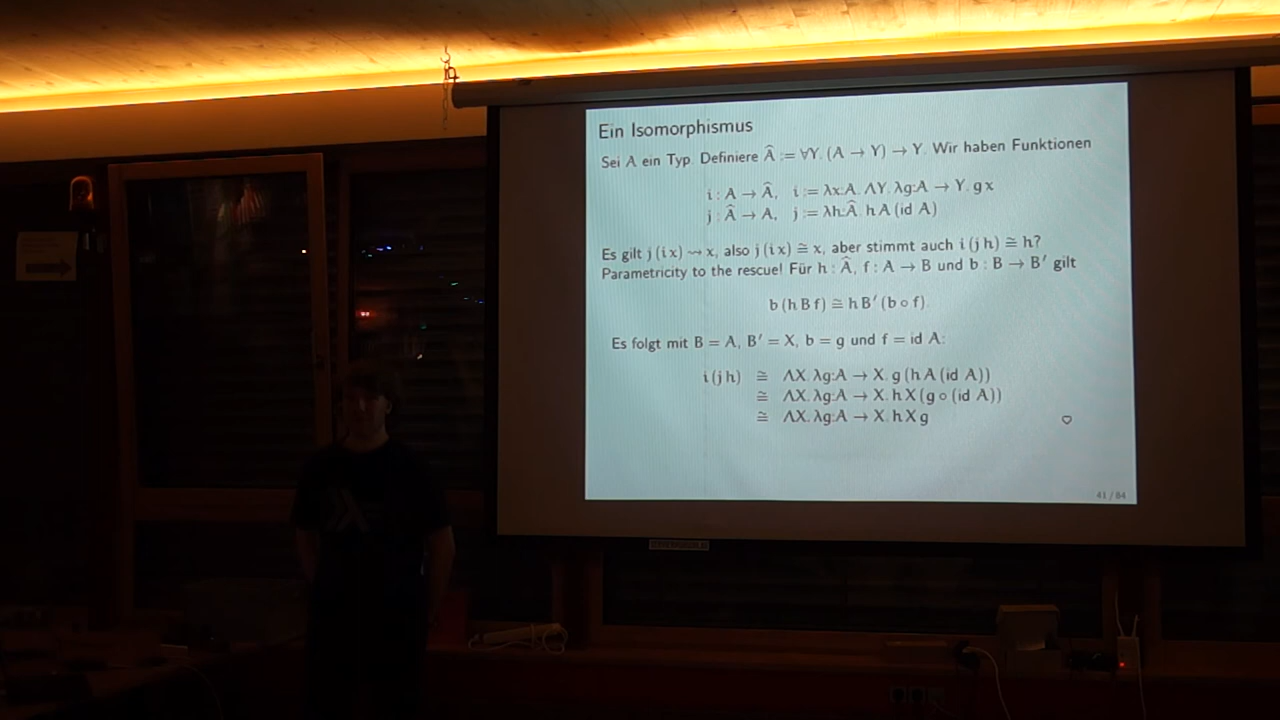 Ein Isomorphismus
Sei A ein Typ. Definiere Â := ∀Y. (A → Y) → Y. Wir haben Funktionen
i : A → Â, i := λx:A. ΛY. λg:A → Y. g x
j : Â → A, j := λh:Â. h A (id A)
Es gilt j (i x) ⇝ x, also j (i x) ≅ x, aber stimmt auch i (j h) ≅ h?
Parametricity to the rescue! Für h : Â, f : A → B und b : B → B′ gilt
b (h B f) ≅ h B′ (b ∘ f).
Es folgt mit B = A, B′ = X, b = g und f = id A:
i (j h) ≅ ΛX. λg:A → X. g (h A (id A))
≅ ΛX. λg:A → X. h X (g ∘ (id A))
≅ ΛX. λg:A → X. h X g ♡
41 / 84